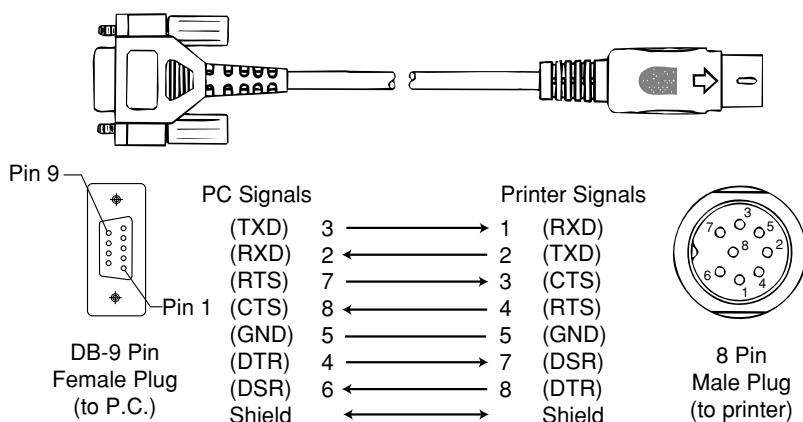 Pin 9
PC Signals
Printer Signals
(TXD) 3 1 (RXD)
(RXD) 2 2 (TXD)
(RTS) 7 3 (CTS)
(CTS) 8 4 (RTS)
(GND) 5 5 (GND)
(DTR) 4 7 (DSR)
(DSR) 6 8 (DTR)
Shield Shield
Pin 1
DB-9 Pin
Female Plug
(to P.C.)
3
7 5
8 2
6 4
1
8 Pin
Male Plug
(to printer)